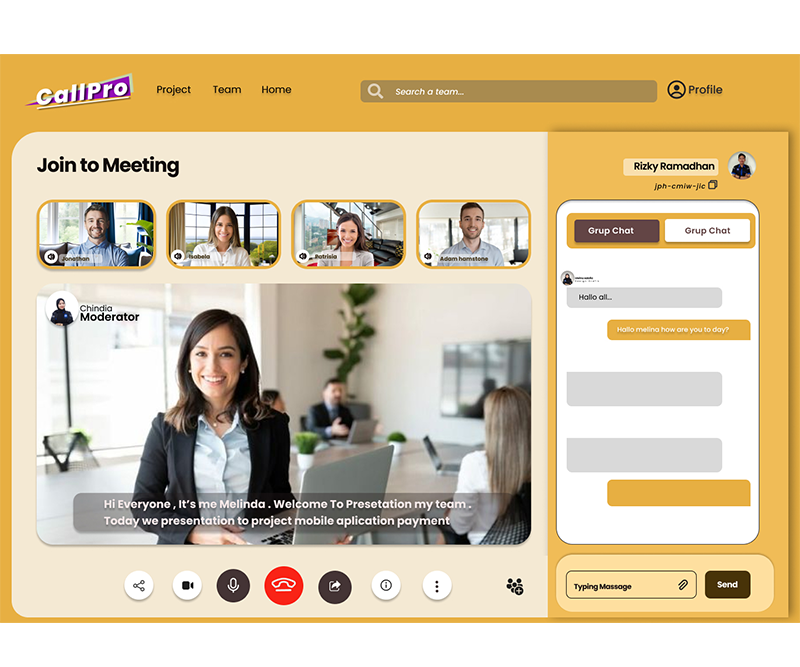 CallPro
Project
Team
Home
Search a team...
Profile
Join to Meeting
Jonathan
Isabela
Patrisia
Adam hamstone
Chindia
Moderator
Hi Everyone , It's me Melinda . Welcome To Presetation my team .
Today we presentation to project mobile aplication payment
Rizky Ramadhan
jph-cmiw-jic
Grup Chat
Grup Chat
Hallo all...
Hallo melina how are you to day?
Typing Massage
Send